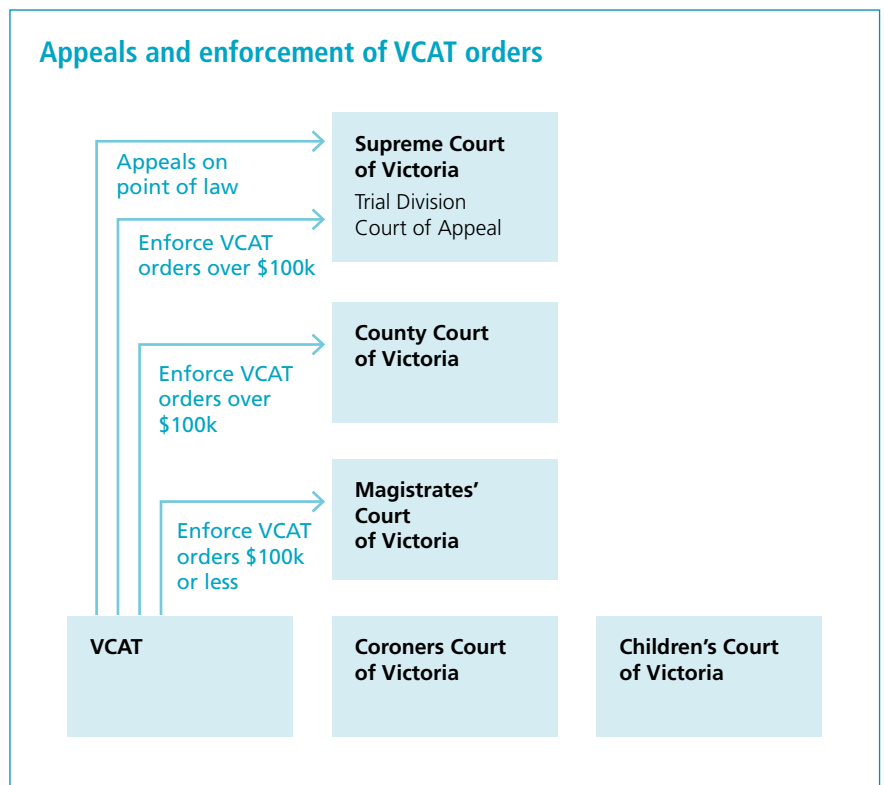 Appeals and enforcement of VCAT orders
Appeals on
point of law
Supreme Court
of Victoria
Trial Division
Court of Appeal
Enforce VCAT
orders over $100k
County Court
of Victoria
Enforce VCAT
orders over
$100k
Magistrates’
Court
of Victoria
Enforce VCAT
orders $100k
or less
VCAT
Coroners Court
of Victoria
Children’s Court
of Victoria